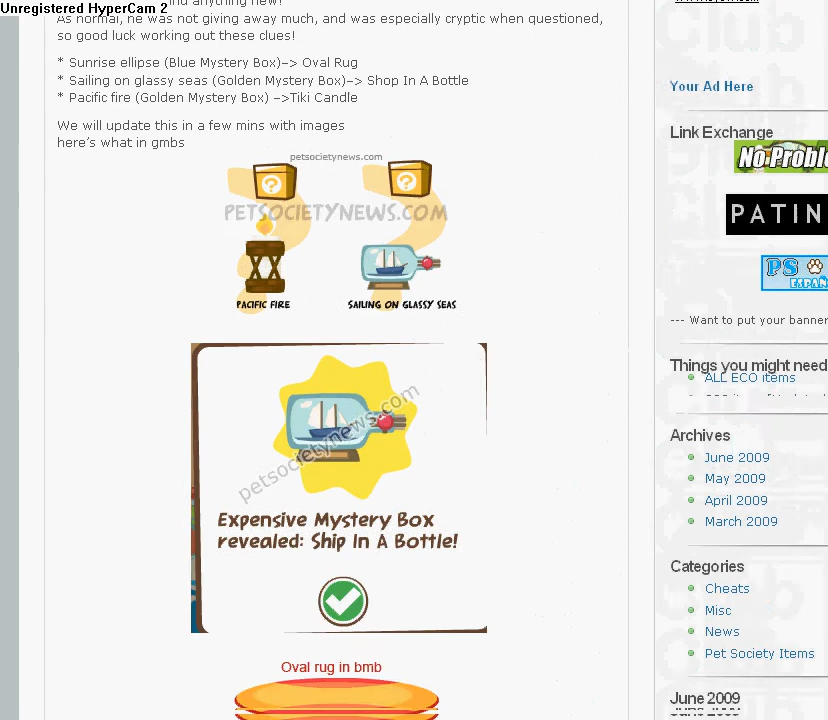 Unregistered HyperCam 2
and anything new!
As normal, he was not giving away much, and was especially cryptic when questioned,
so good luck working out these clues!
* Sunrise ellipse (Blue Mystery Box)–> Oval Rug
* Sailing on glassy seas (Golden Mystery Box)–> Shop In A Bottle
* Pacific fire (Golden Mystery Box) –>Tiki Candle
We will update this in a few mins with images
here's what in gmbs
petsocietynews.com
PETSOCIETYNEWS.COM
PACIFIC FIRE
SAILING ON GLASSY SEAS
petsocietynews.com
Expensive Mystery Box
revealed: Ship In A Bottle!
Oval rug in bmb
Your Ad Here
Link Exchange
No Proble
PATIN
PS
ESPAÑ
--- Want to put your banner
Things you might need
ALL ECO items
Archives
June 2009
May 2009
April 2009
March 2009
Categories
Cheats
Misc
News
Pet Society Items
June 2009